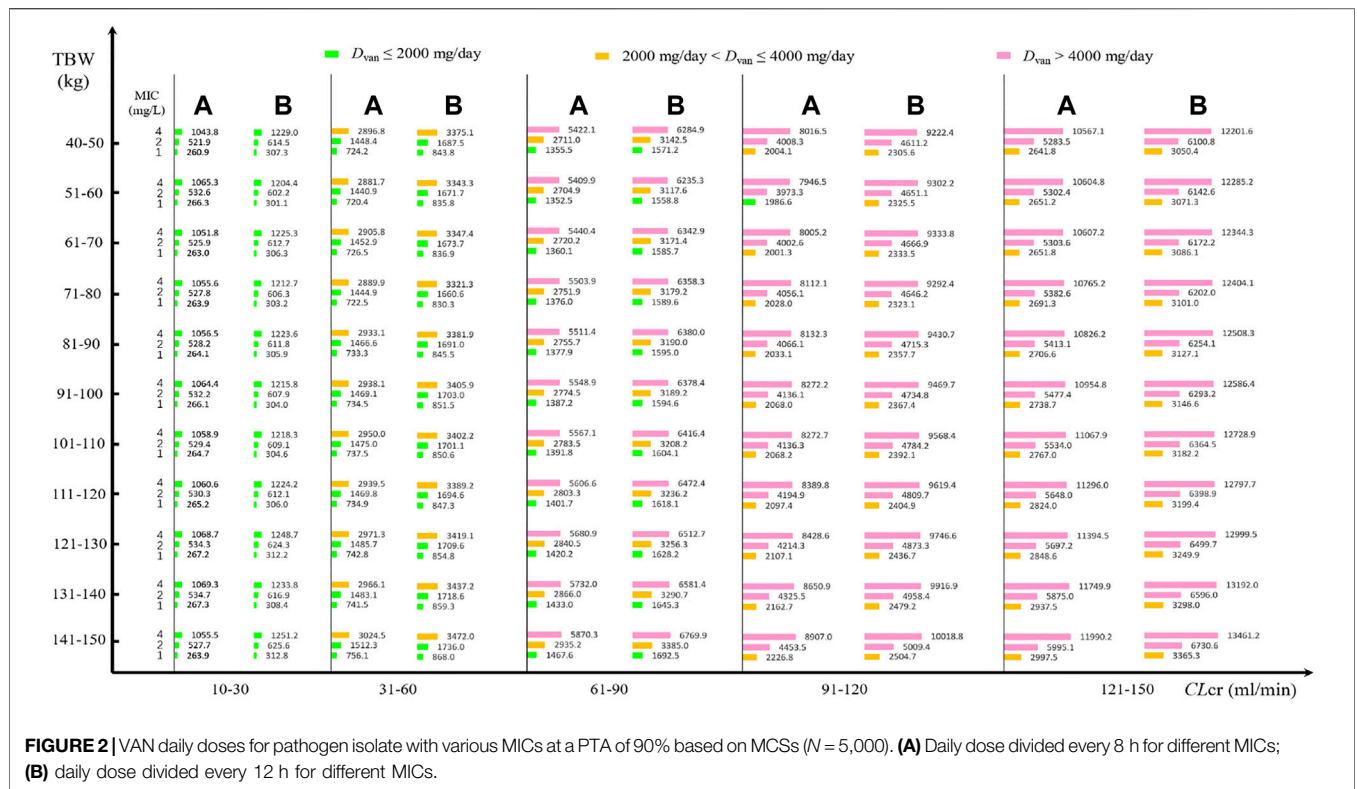 TBW
(kg)
D_van ≤ 2000 mg/day
2000 mg/day < D_van ≤ 4000 mg/day
D_van > 4000 mg/day
MIC
(mg/L)
A B A B A B A B A B
40-50
4 1043.8 1229.0 2896.8 3375.1 5422.1 6284.9 8016.5 9222.4 10567.1 12201.6
2 521.9 614.5 1448.4 1687.5 2711.0 3142.5 4008.3 4611.2 5283.5 6100.8
1 260.9 307.3 724.2 843.8 1355.5 1571.2 2004.1 2305.6 2641.8 3050.4
51-60
4 1065.3 1204.4 2881.7 3343.3 5409.9 6235.3 7946.5 9302.2 10604.8 12285.2
2 532.6 602.2 1440.9 1671.7 2704.9 3117.6 3973.3 4651.1 5302.4 6142.6
1 266.3 301.1 720.4 835.8 1352.5 1558.8 1986.6 2325.5 2651.2 3071.3
61-70
4 1051.8 1225.3 2905.8 3347.4 5440.4 6342.9 8005.2 9333.8 10607.2 12344.3
2 525.9 612.7 1452.9 1673.7 2720.2 3171.4 4002.6 4666.9 5303.6 6172.2
1 263.0 306.3 726.5 836.9 1360.1 1585.7 2001.3 2333.5 2651.8 3086.1
71-80
4 1055.6 1212.7 2889.9 3321.3 5503.9 6358.3 8112.1 9292.4 10765.2 12404.1
2 527.8 606.3 1444.9 1660.6 2751.9 3179.2 4056.1 4646.2 5382.6 6202.0
1 263.9 303.2 722.5 830.3 1376.0 1589.6 2028.0 2323.1 2691.3 3101.0
81-90
4 1056.5 1223.6 2933.1 3381.9 5511.4 6380.0 8132.3 9430.7 10826.2 12508.3
2 528.2 611.8 1466.6 1691.0 2755.7 3190.0 4066.1 4715.3 5413.1 6254.1
1 264.1 305.9 733.3 845.5 1377.9 1595.0 2033.1 2357.7 2706.6 3127.1
91-100
4 1064.4 1215.8 2938.1 3405.9 5548.9 6378.4 8272.2 9469.7 10954.8 12586.4
2 532.2 607.9 1469.1 1703.0 2774.5 3189.2 4136.1 4734.8 5477.4 6293.2
1 266.1 304.0 734.5 851.5 1387.2 1594.6 2068.0 2367.4 2738.7 3146.6
101-110
4 1058.9 1218.3 2950.0 3402.2 5567.1 6416.4 8272.7 9568.4 11067.9 12728.9
2 529.4 609.1 1475.0 1701.1 2783.5 3208.2 4136.3 4784.2 5534.0 6364.5
1 264.7 304.6 737.5 850.6 1391.8 1604.1 2068.2 2392.1 2767.0 3182.2
111-120
4 1060.6 1224.2 2939.5 3389.2 5606.6 6472.4 8389.8 9619.4 11296.0 12797.7
2 530.3 612.1 1469.8 1694.6 2803.3 3236.2 4194.9 4809.7 5648.0 6398.9
1 265.2 306.0 734.9 847.3 1401.7 1618.1 2097.4 2404.9 2824.0 3199.4
121-130
4 1068.7 1248.7 2971.3 3419.1 5680.9 6512.7 8428.6 9746.6 11394.5 12999.5
2 534.3 624.3 1485.7 1709.6 2840.5 3256.3 4214.3 4873.3 5697.2 6499.7
1 267.2 312.2 742.8 854.8 1420.2 1628.2 2107.1 2436.7 2848.6 3249.9
131-140
4 1069.3 1233.8 2966.1 3437.2 5732.0 6581.4 8650.9 9916.9 11749.9 13192.0
2 534.7 616.9 1483.1 1718.6 2866.0 3290.7 4325.5 4958.4 5875.0 6596.0
1 267.3 308.4 741.5 859.3 1433.0 1645.3 2162.7 2479.2 2937.5 3298.0
141-150
4 1055.5 1251.2 3024.5 3472.0 5870.3 6769.9 8907.0 10018.8 11990.2 13461.2
2 527.7 625.6 1512.3 1736.0 2935.2 3385.0 4453.5 5009.4 5995.1 6730.6
1 263.9 312.8 756.1 868.0 1467.6 1692.5 2226.8 2504.7 2997.5 3365.3
10-30 31-60 61-90 91-120 121-150 CLcr (ml/min)
FIGURE 2 | VAN daily doses for pathogen isolate with various MICs at a PTA of 90% based on MCSs (N = 5,000). (A) Daily dose divided every 8 h for different MICs;
(B) daily dose divided every 12 h for different MICs.